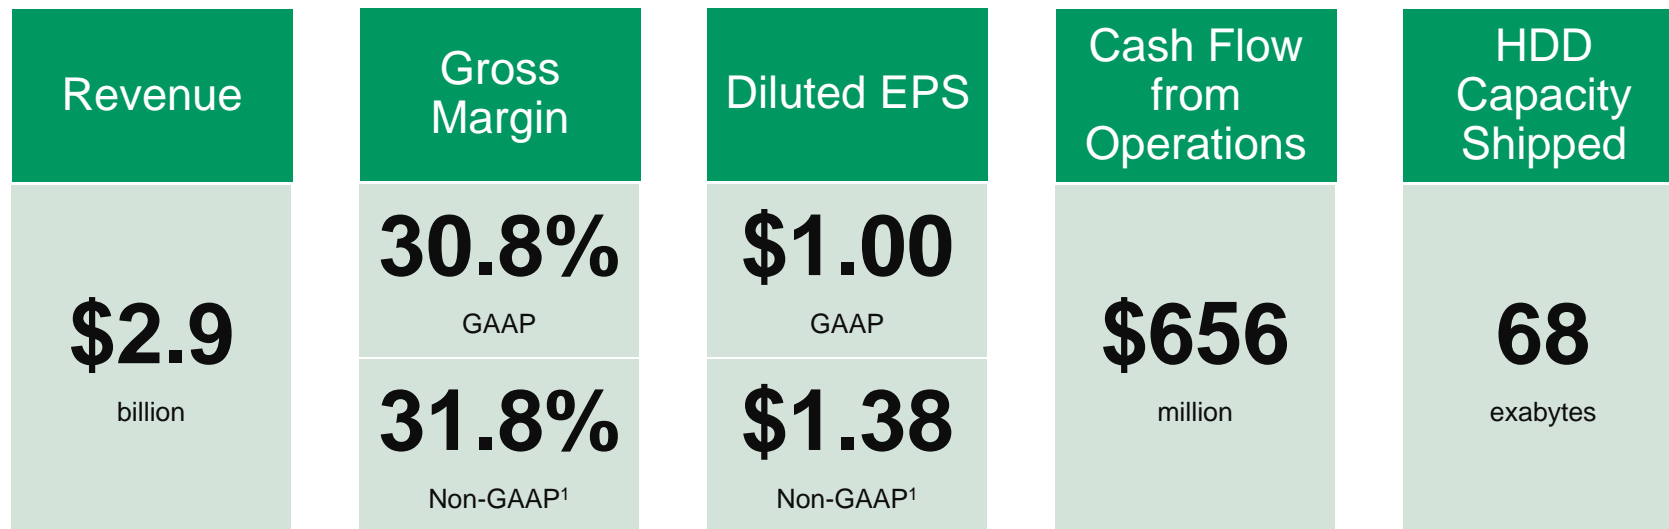 Revenue
$2.9
billion
Gross
Margin
30.8%
GAAP
31.8%
Non-GAAP¹
Diluted EPS
$1.00
GAAP
$1.38
Non-GAAP¹
Cash Flow
from
Operations
$656
million
HDD
Capacity
Shipped
68
exabytes